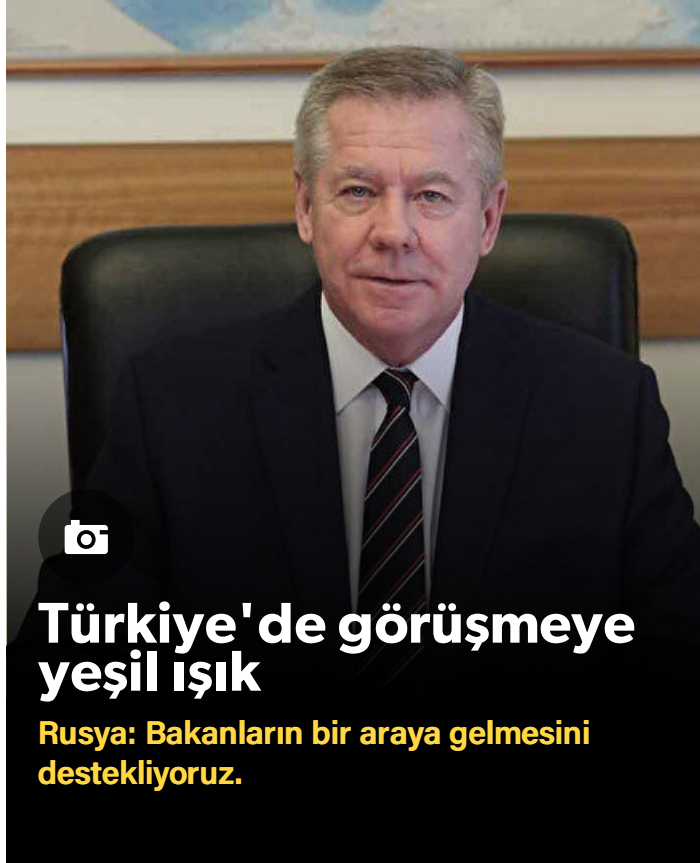 Türkiye'de görüşmeye
yeşil ışık
Rusya: Bakanların bir araya gelmesini
destekliyoruz.